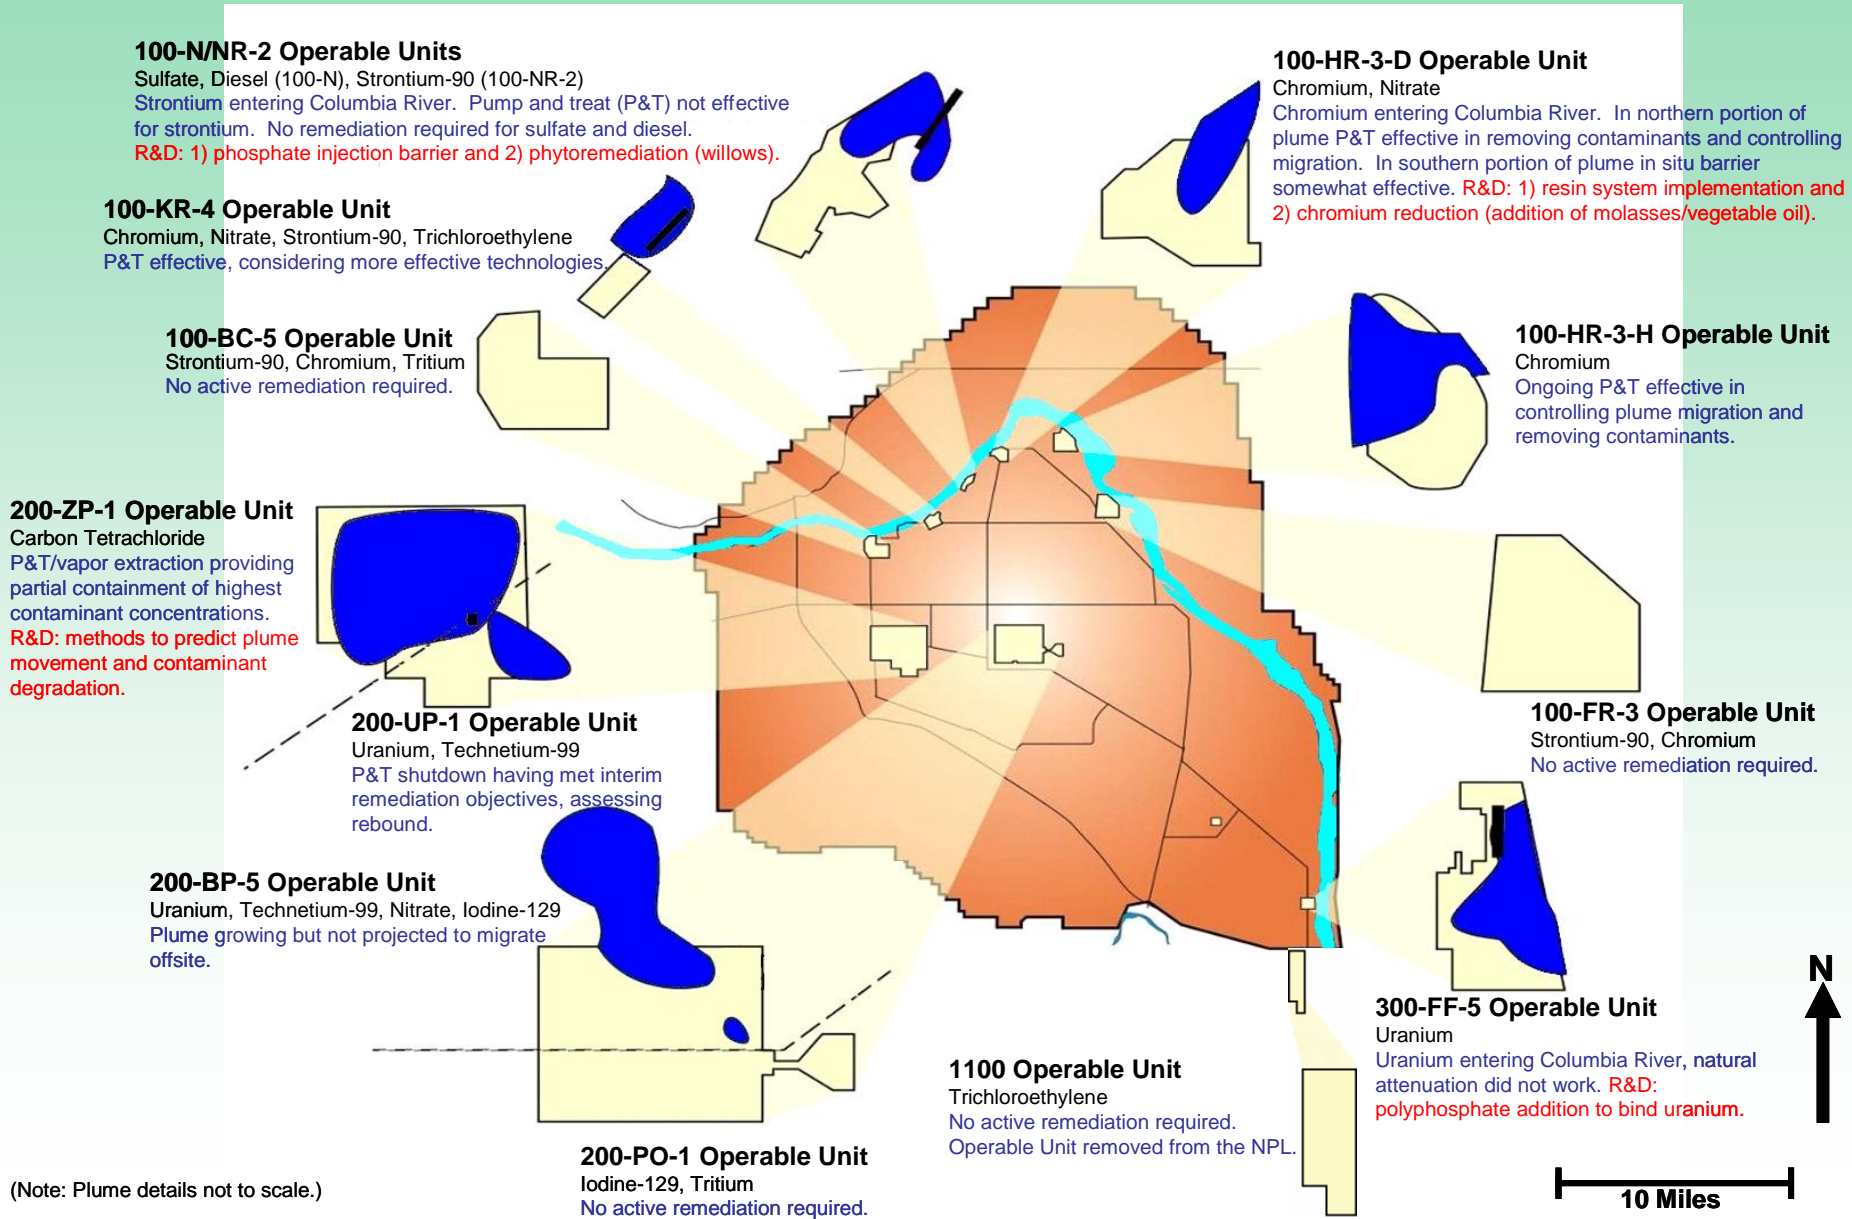 100-N/NR-2 Operable Units
Sulfate, Diesel (100-N), Strontium-90 (100-NR-2)
Strontium entering Columbia River.  Pump and treat (P&T) not effective
for strontium.  No remediation required for sulfate and diesel.
R&D: 1) phosphate injection barrier and 2) phytoremediation (willows).
100-HR-3-D Operable Unit
Chromium, Nitrate
Chromium entering Columbia River.  In northern portion of
plume P&T effective in removing contaminants and controlling
migration.  In southern portion of plume in situ barrier
somewhat effective. R&D: 1) resin system implementation and
2) chromium reduction (addition of molasses/vegetable oil).
100-KR-4 Operable Unit
Chromium, Nitrate, Strontium-90, Trichloroethylene
P&T effective, considering more effective technologies.
100-BC-5 Operable Unit
Strontium-90, Chromium, Tritium
No active remediation required.
100-HR-3-H Operable Unit
Chromium
Ongoing P&T effective in
controlling plume migration and
removing contaminants.
200-ZP-1 Operable Unit
Carbon Tetrachloride
P&T/vapor extraction providing
partial containment of highest
contaminant concentrations.
R&D: methods to predict plume
movement and contaminant
degradation.
200-UP-1 Operable Unit
Uranium, Technetium-99
P&T shutdown having met interim
remediation objectives, assessing
rebound.
100-FR-3 Operable Unit
Strontium-90, Chromium
No active remediation required.
200-BP-5 Operable Unit
Uranium, Technetium-99, Nitrate, Iodine-129
Plume growing but not projected to migrate
offsite.
300-FF-5 Operable Unit
Uranium
Uranium entering Columbia River, natural
attenuation did not work. R&D:
polyphosphate addition to bind uranium.
N
1100 Operable Unit
Trichloroethylene
No active remediation required.
Operable Unit removed from the NPL.
200-PO-1 Operable Unit
Iodine-129, Tritium
No active remediation required.
(Note: Plume details not to scale.)
10 Miles